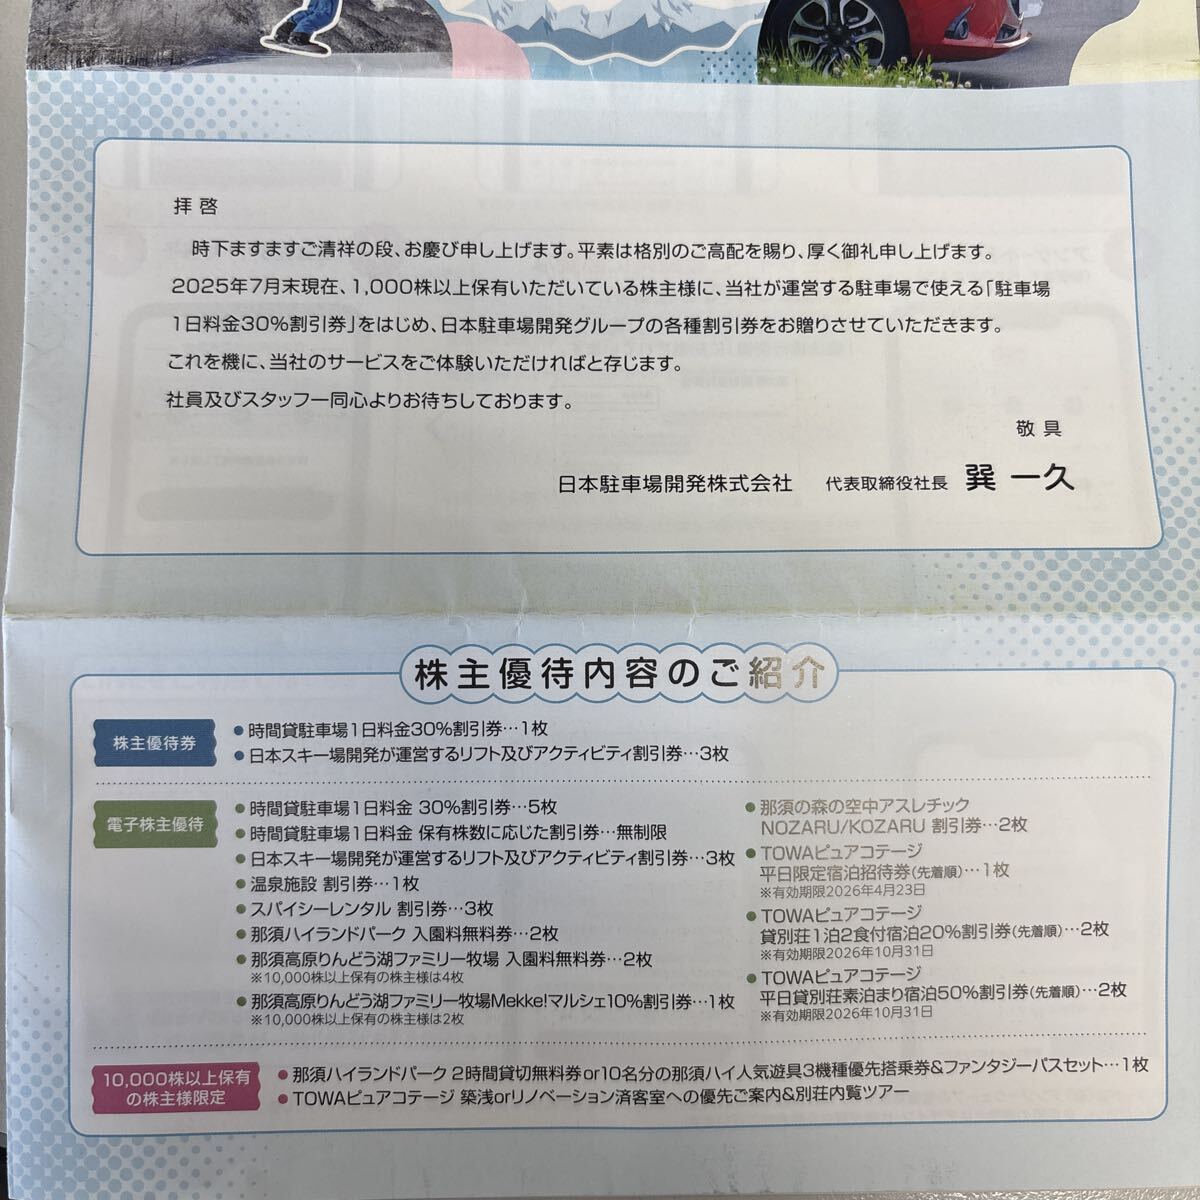 拝啓
時下ますますご清祥の段、お慶び申し上げます。平素は格別のご高配を賜り、厚く御礼申し上げます。
2025年7月末現在、1,000株以上保有いただいている株主様に、当社が運営する駐車場で使える「駐車場
1日料金30%割引券」をはじめ、日本駐車場開発グループの各種割引券をお贈りさせていただきます。
これを機に、当社のサービスをご体験いただければと存じます。
社員及びスタッフ一同心よりお待ちしております。
敬具
日本駐車場開発株式会社 代表取締役社長 巽 一久
株主優待内容のご紹介
株主優待券
●時間貸駐車場1日料金30%割引券…1枚
●日本スキー場開発が運営するリフト及びアクティビティ割引券…3枚
電子株主優待
●時間貸駐車場1日料金 30%割引券…5枚
●時間貸駐車場1日料金 保有株数に応じた割引券…無制限
●日本スキー場開発が運営するリフト及びアクティビティ割引券…3枚
●温泉施設 割引券…1枚
●スパイシーレンタル 割引券…3枚
●那須ハイランドパーク 入園料無料券…2枚
●那須高原りんどう湖ファミリー牧場 入園料無料券…2枚
※10,000株以上保有の株主様は4枚
●那須高原りんどう湖ファミリー牧場Mekke!マルシェ10%割引券…1枚
※10,000株以上保有の株主様は2枚
●那須の森の空中アスレチック
NOZARU/KOZARU 割引券…2枚
●TOWAピュアコテージ
平日限定宿泊招待券(先着順)…1枚
※有効期限2026年4月23日
●TOWAピュアコテージ
貸別荘1泊2食付宿泊20%割引券(先着順)…2枚
※有効期限2026年10月31日
●TOWAピュアコテージ
平日貸別荘素泊まり宿泊50%割引券(先着順)…2枚
※有効期限2026年10月31日
10,000株以上保有
の株主様限定
●那須ハイランドパーク 2時間貸切無料券or10名分の那須ハイ人気遊具3機種優先搭乗券&ファンタジーパスセット…1枚
●TOWAピュアコテージ 築浅orリノベーション済客室への優先ご案内&別荘内覧ツアー